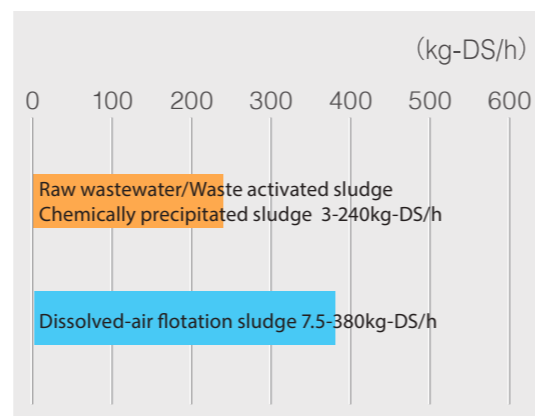 （kg-DS/h）
0 100 200 300 400 500 600
Raw wastewater/Waste activated sludge
Chemically precipitated sludge 3-240kg-DS/h
Dissolved-air flotation sludge 7.5-380kg-DS/h